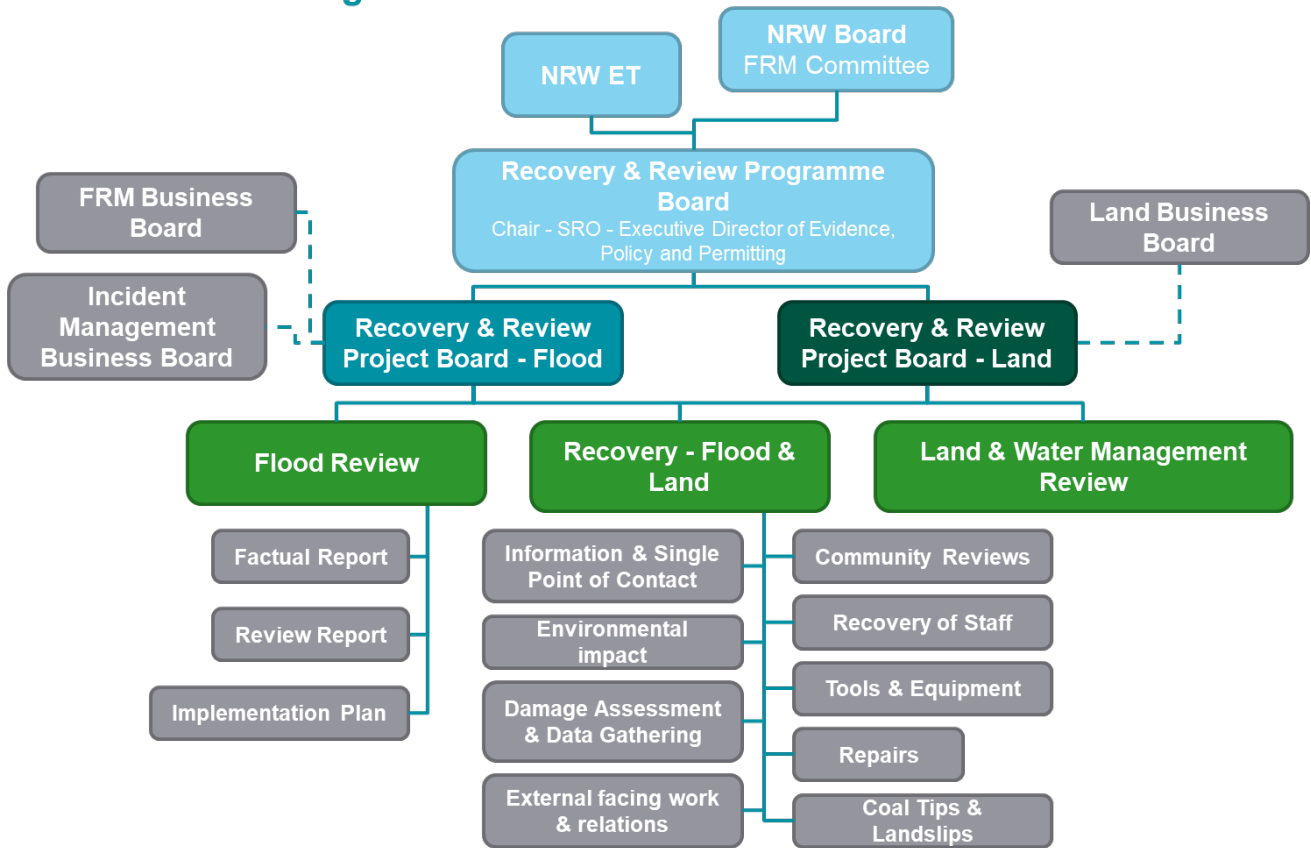 NRW ET
NRW Board
FRM Committee
Recovery & Review Programme
Board
Chair - SRO - Executive Director of Evidence,
Policy and Permitting
FRM Business
Board
Land Business
Board
Incident
Management
Business Board
Recovery & Review
Project Board - Flood
Recovery & Review
Project Board - Land
Flood Review
Recovery - Flood &
Land
Land & Water Management
Review
Factual Report
Review Report
Implementation Plan
Information & Single
Point of Contact
Environmental
impact
Damage Assessment
& Data Gathering
External facing work
& relations
Community Reviews
Recovery of Staff
Tools & Equipment
Repairs
Coal Tips &
Landslips